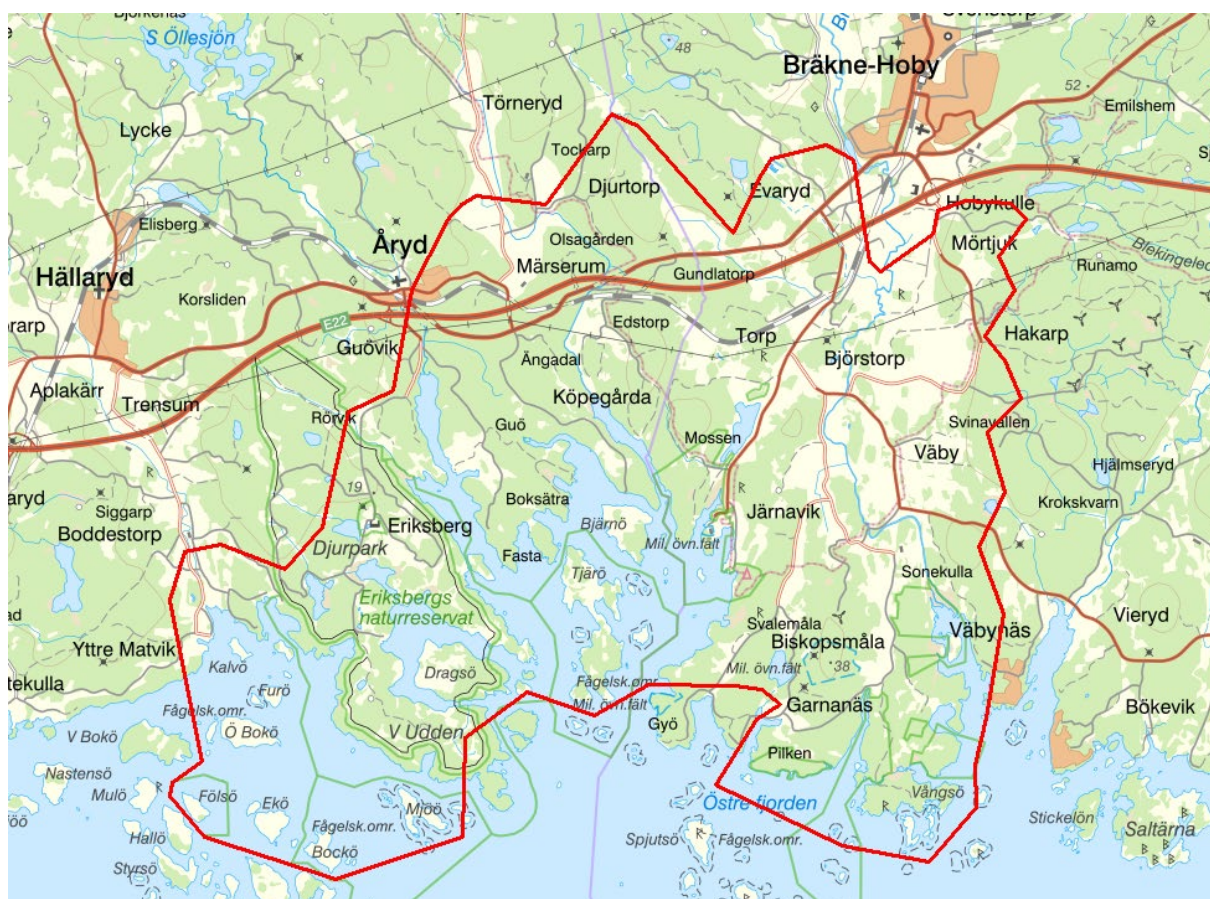 S Öllesjön
48
Bräkne-Hoby
52
Emilshem
Törneryd
Lycke
Tockarp
Djurtorp
Evaryd
Hobykulle
Elisberg
Åryd
Olsagården
Mörtjuk
Märserum
Gundlatorp
Runamo
Hällaryd
Korsliden
E22
Edstorp
Torp
Hakarp
Guövik
Ängadal
Björstorp
Aplakärr
Trensum
Köpegårda
Rörvik
Guö
Mossen
Svinavallen
Väby
Hjälmseryd
19
Boksätra
Krokskvarn
Siggarp
Järnavik
Boddestorp
Eriksberg
Bjärnö
Mil. övn.fält
Djurpark
Fasta
Tjärö
Sonekulla
Eriksbergs
naturreservat
Svalemåla
Vieryd
Väbynäs
Biskopsmåla
Yttre Matvik
Kalvö
Dragsö
Mil. övn.fält
38
tekulla
Furö
Fågelsk.omr.
Garnanäs
Bökevik
Fågelsk.omr.
Mil. övn.fält
V Bokö
Ö Bokö
V Udden
Gyö
Pilken
Nastensö
Mulö
Fölsö
Ekö
Mjöö
Östre fjorden
Vångsö
Stickelön
Hallö
Fågelsk.omr.
Spjutsö
Fågelsk.omr.
Saltärna
Bockö
Styrsö